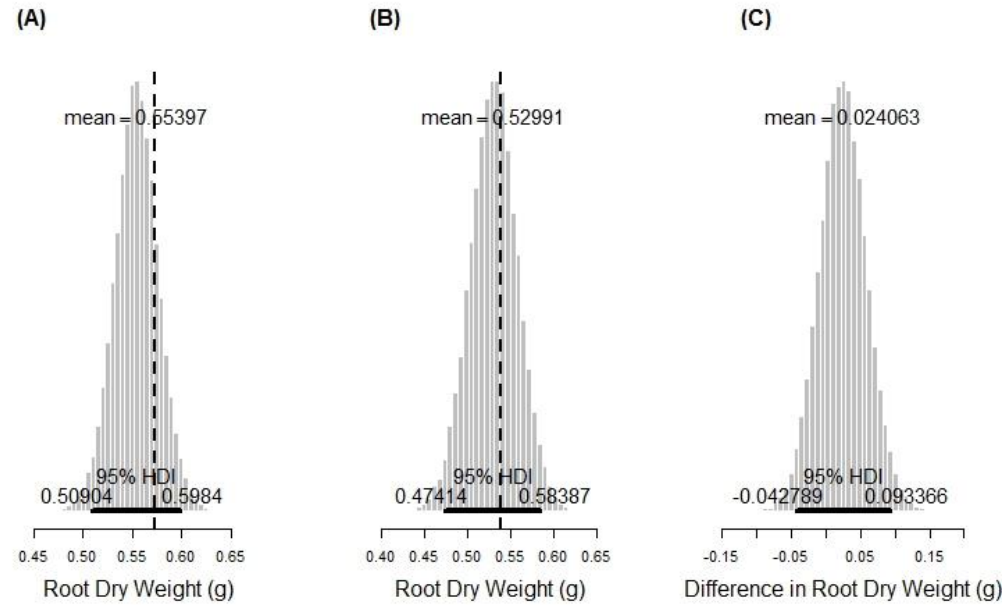 (A)
mean = 0.55397
95% HDI
0.50904 0.5984
0.45 0.50 0.55 0.60 0.65
Root Dry Weight (g)
(B)
mean = 0.52991
95% HDI
0.47414 0.58387
0.40 0.45 0.50 0.55 0.60 0.65
Root Dry Weight (g)
(C)
mean = 0.024063
95% HDI
-0.042789 0.093366
-0.15 -0.05 0.05 0.15
Difference in Root Dry Weight (g)